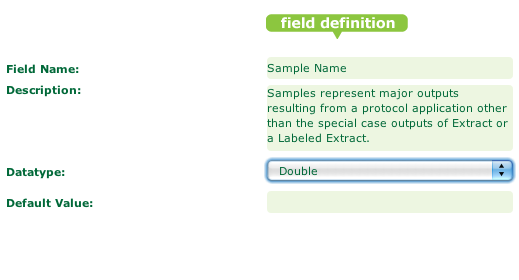 field definition
Field Name: Sample Name
Description: Samples represent major outputs
resulting from a protocol application other
than the special case outputs of Extract or
a Labeled Extract.
Datatype: Double
Default Value: